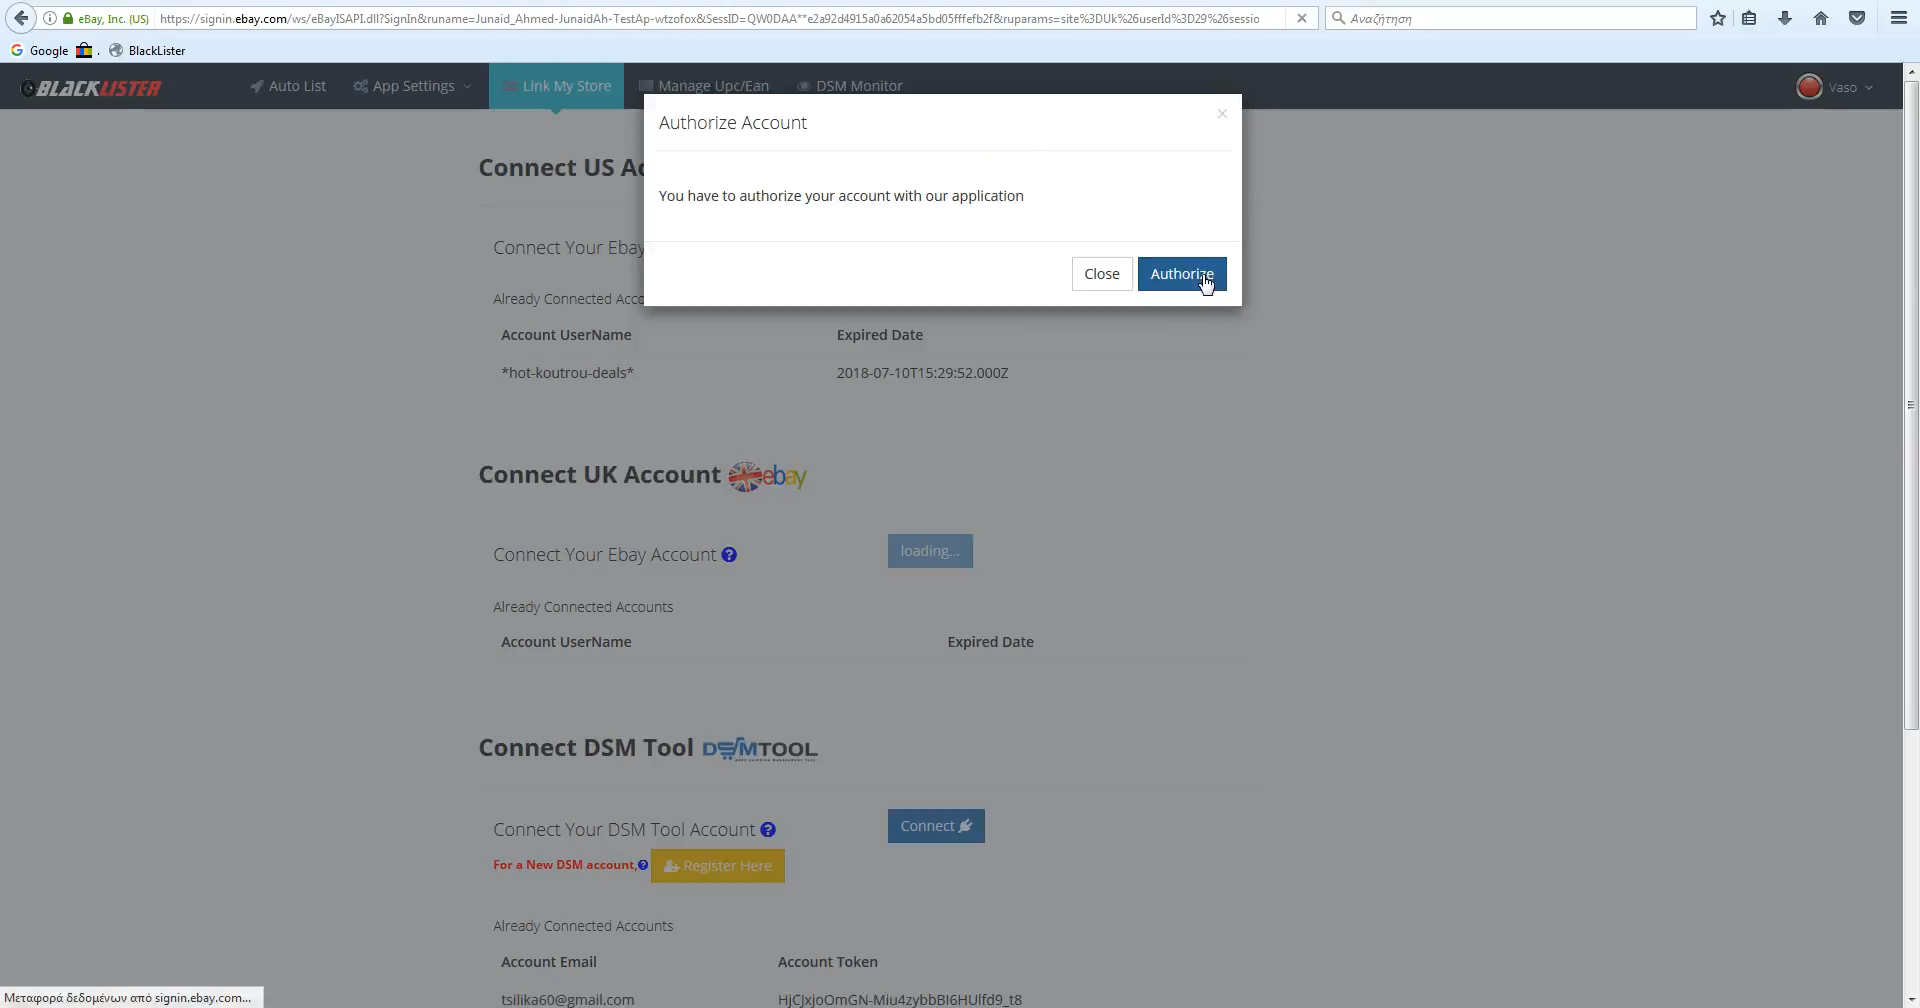 eBay, Inc. (US)
https://signin.ebay.com/ws/eBayISAPI.dll?SignIn&runame=Junaid_Ahmed-JunaidAh-TestAp-wtzofox&SessID=QW0DAA**e2a92d4915a0a62054a5bd05fffefb2f&ruparams=site%3DUk%26userId%3D29%26sessio
Αναζήτηση
Google
.
BlackLister
BLACKLISTER
Auto List
App Settings
Link My Store
Manage Upc/Ean
DSM Monitor
Vaso
Authorize Account
×
Connect US Ac
You have to authorize your account with our application
Connect Your Ebay
Close
Authorize
Already Connected Acco
Account UserName
Expired Date
*hot-koutrou-deals*
2018-07-10T15:29:52.000Z
Connect UK Account
ebay
Connect Your Ebay Account ?
loading...
Already Connected Accounts
Account UserName
Expired Date
Connect DSM Tool
DSMTOOL
Connect Your DSM Tool Account ?
Connect
For a New DSM account,?
Register Here
Already Connected Accounts
Account Email
Account Token
Μεταφορά δεδομένων από signin.ebay.com...
tsilika60@gmail.com
HjCJxjoOmGN-Miu4zybbBI6HUlfd9_t8